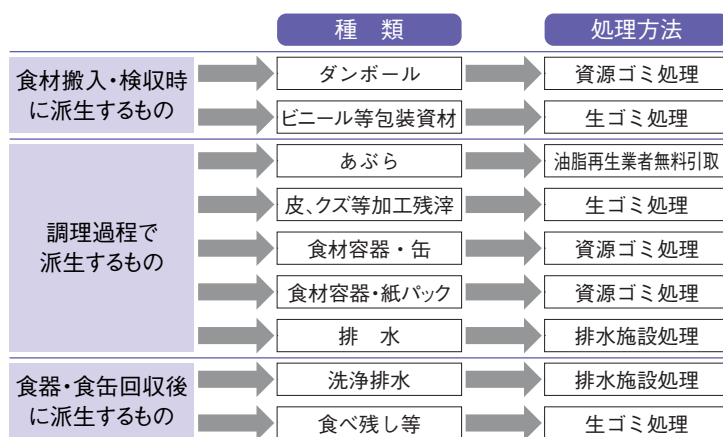 種 類
処理方法
食材搬入・検収時
に派生するもの
ダンボール
資源ゴミ処理
ビニール等包装資材
生ゴミ処理
調理過程で
派生するもの
あぶら
油脂再生業者無料引取
皮、クズ等加工残滓
生ゴミ処理
食材容器・缶
資源ゴミ処理
食材容器・紙パック
資源ゴミ処理
排 水
排水施設処理
食器・食缶回収後
に派生するもの
洗浄排水
排水施設処理
食べ残し等
生ゴミ処理